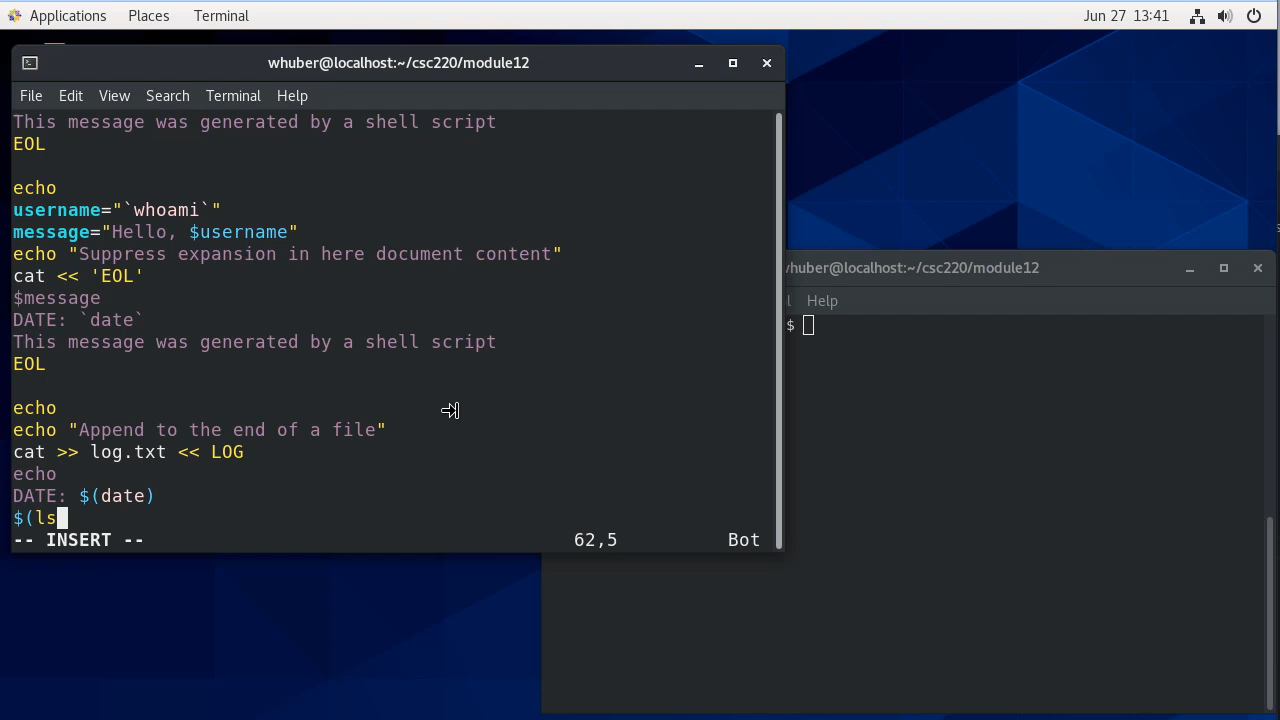 Applications Places Terminal Jun 27 13:41
whuber@localhost:~/csc220/module12
File Edit View Search Terminal Help
This message was generated by a shell script
EOL
echo
username="`whoami`"
message="Hello, $username"
echo "Suppress expansion in here document content"
cat << 'EOL'
$message
DATE: `date`
This message was generated by a shell script
EOL
echo
echo "Append to the end of a file"
cat >> log.txt << LOG
echo
DATE: $(date)
$(ls
-- INSERT -- 62,5 Bot
whuber@localhost:~/csc220/module12
Help
$